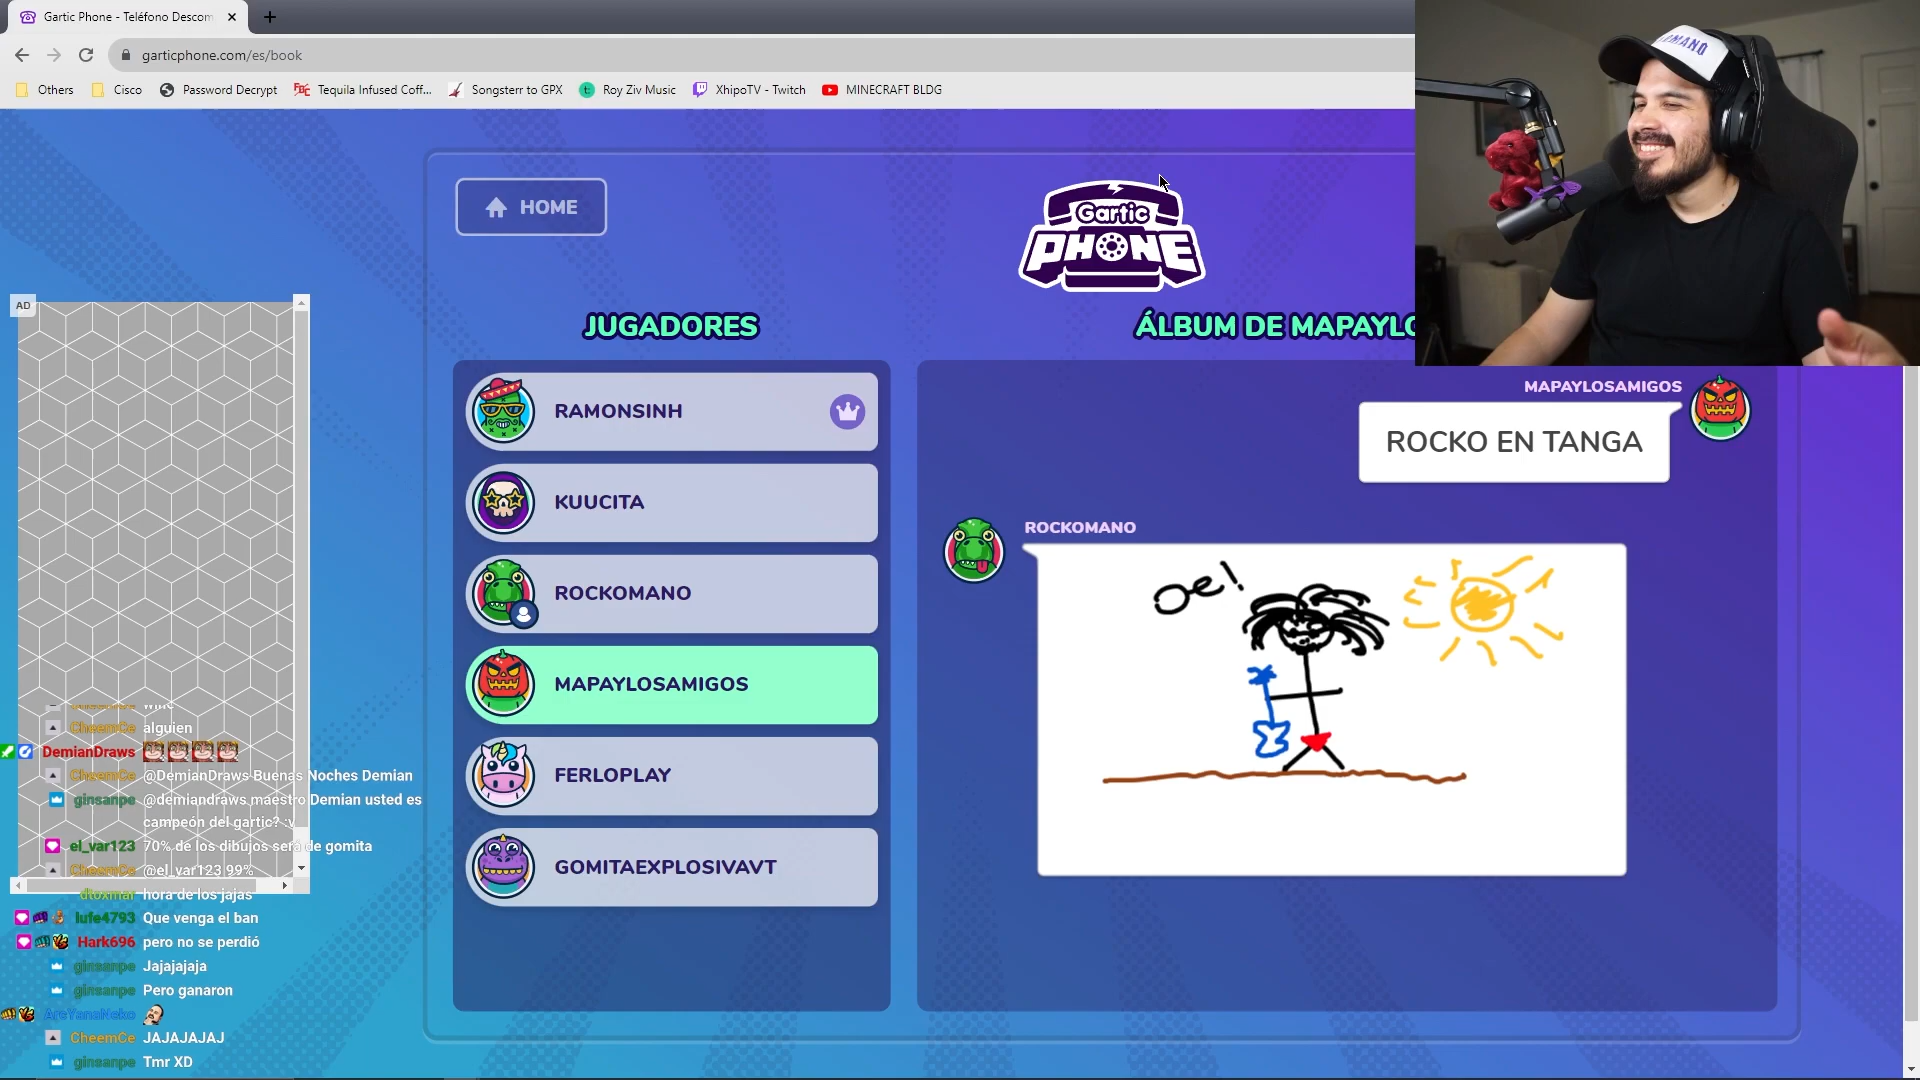 Gartic Phone - Teléfono Descom
garticphone.com/es/book
Others
Cisco
Password Decrypt
Tequila Infused Coff...
Songsterr to GPX
Roy Ziv Music
XhipoTV - Twitch
MINECRAFT BLDG
HOME
Gartic
PHONE
AD
JUGADORES
RAMONSINH
KUUCITA
ROCKOMANO
MAPAYLOSAMIGOS
FERLOPLAY
GOMITAEXPLOSIVAVT
ÁLBUM DE MAPAYLO
MAPAYLOSAMIGOS
ROCKO EN TANGA
ROCKOMANO
Oe!
CheemCe alguien
DemianDraws
CheemCe @DemianDraws Buenas Noches Demian
ginsanpe @demiandraws maestro Demian usted es
campeón del gartic? :v
el_var123 70% de los dibujos será de gomita
CheemCe @el_var123 99%
dtoxmar hora de los jajas
lufe4793 Que venga el ban
Hark696 pero no se perdió
ginsanpe Jajajajaja
ginsanpe Pero ganaron
CheemCe JAJAJAJAJ
ginsanpe Tmr XD